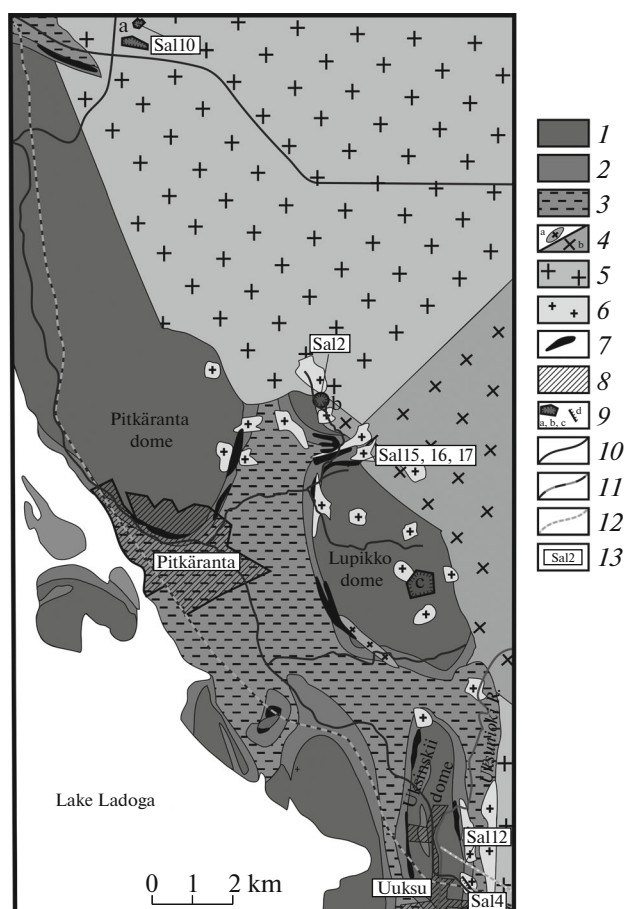 a
Sal10
Sal2
b
Pitkäranta
dome
Sal15, 16, 17
Pitkäranta
Lupikko
dome
c
Uksunjoki R.
Uksinskii
dome
Lake Ladoga
Sal12
Uuksu
Sal4
0 1 2 km
1
2
3
a b 4
5
6
7
8
a, b, c d 9
10
11
12
Sal2 13